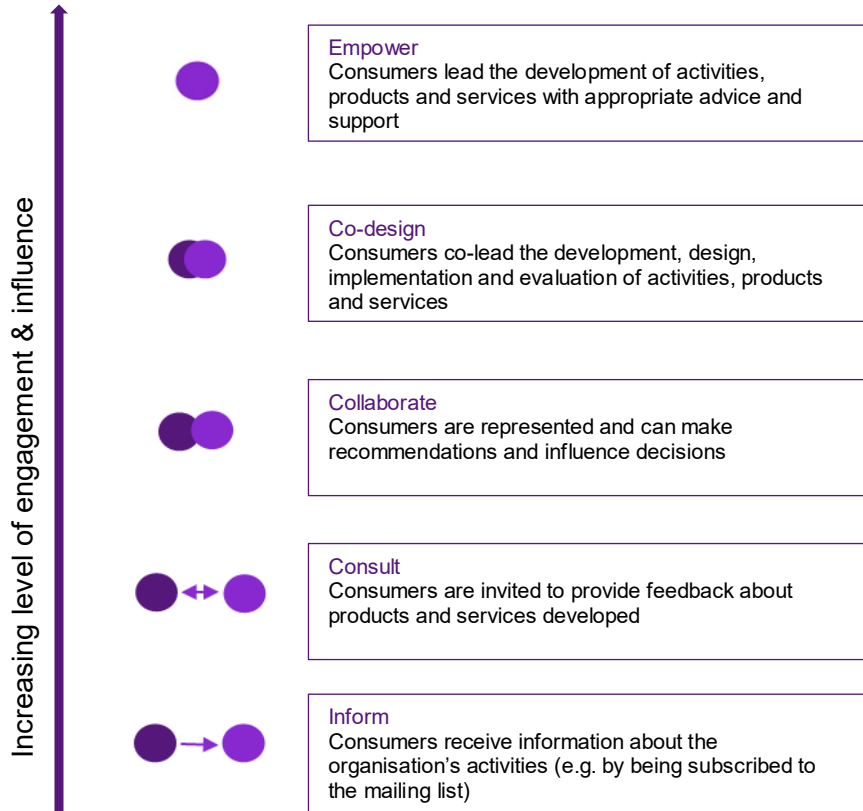 Increasing level of engagement & influence
Empower
Consumers lead the development of activities,
products and services with appropriate advice and
support
Co-design
Consumers co-lead the development, design,
implementation and evaluation of activities, products
and services
Collaborate
Consumers are represented and can make
recommendations and influence decisions
Consult
Consumers are invited to provide feedback about
products and services developed
Inform
Consumers receive information about the
organisation’s activities (e.g. by being subscribed to
the mailing list)